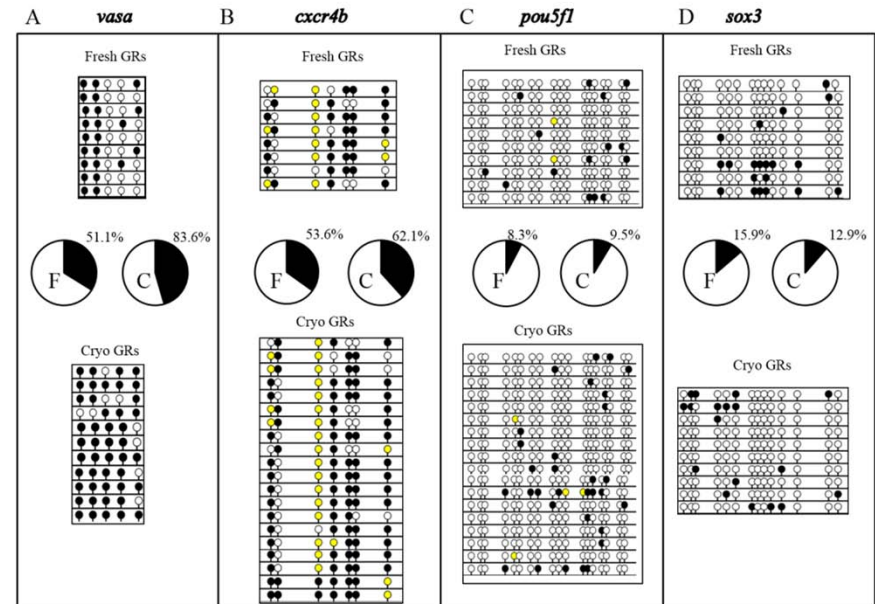 A vasa
Fresh GRs
51.1% 83.6%
F C
Cryo GRs
B cxcr4b
Fresh GRs
53.6% 62.1%
F C
Cryo GRs
C pou5f1
Fresh GRs
8.3% 9.5%
F C
Cryo GRs
D sox3
Fresh GRs
15.9% 12.9%
F C
Cryo GRs